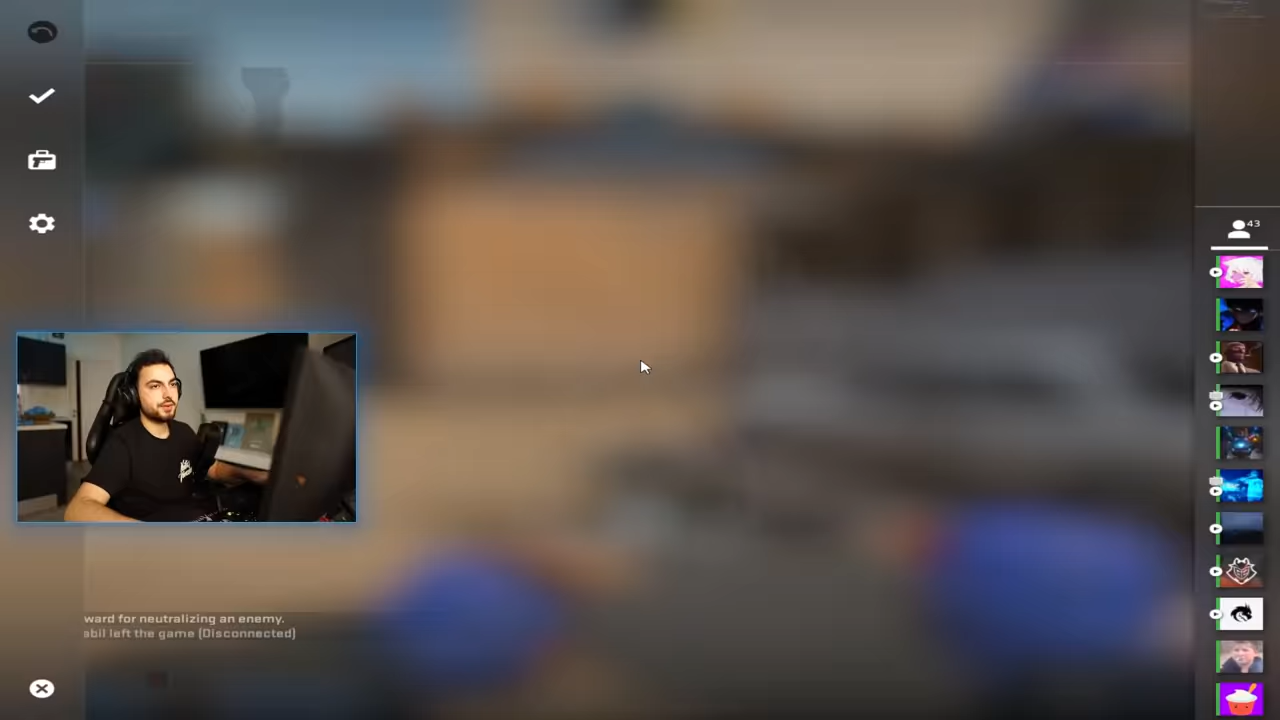 43
ward for neutralizing an enemy.
abil left the game (Disconnected)